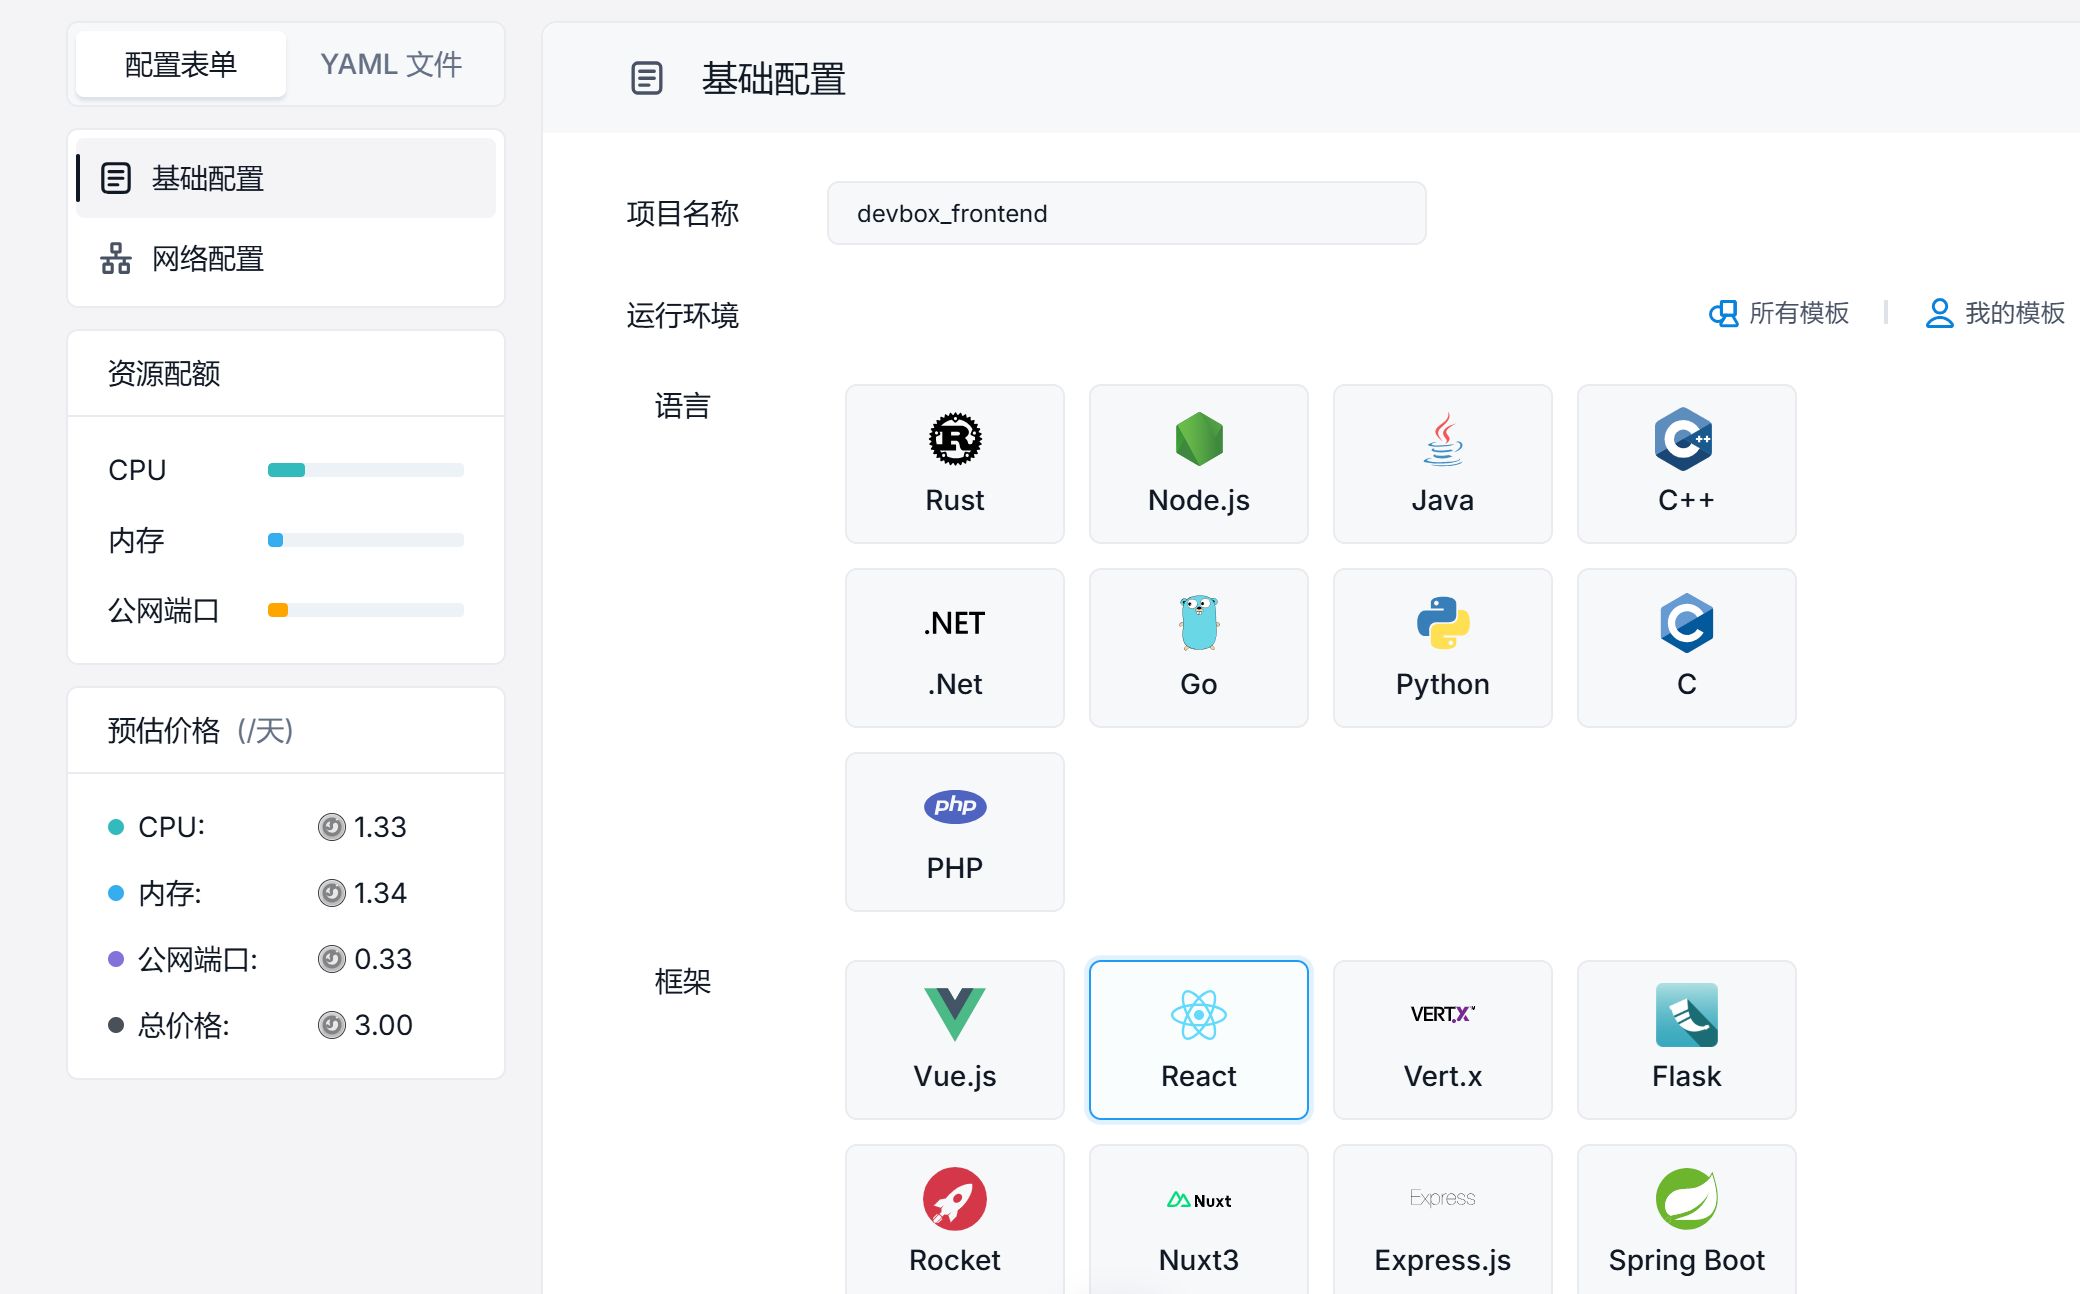 配置表单
YAML 文件
基础配置
网络配置
资源配额
CPU
内存
公网端口
预估价格 (/天)
CPU: 1.33
内存: 1.34
公网端口: 0.33
总价格: 3.00
基础配置
项目名称
devbox_frontend
运行环境
所有模板
我的模板
语言
Rust
Node.js
Java
C++
.NET
.Net
Go
Python
C
php
PHP
框架
Vue.js
React
VERT.X
Vert.x
Flask
Rocket
Nuxt
Nuxt3
Express
Express.js
Spring Boot